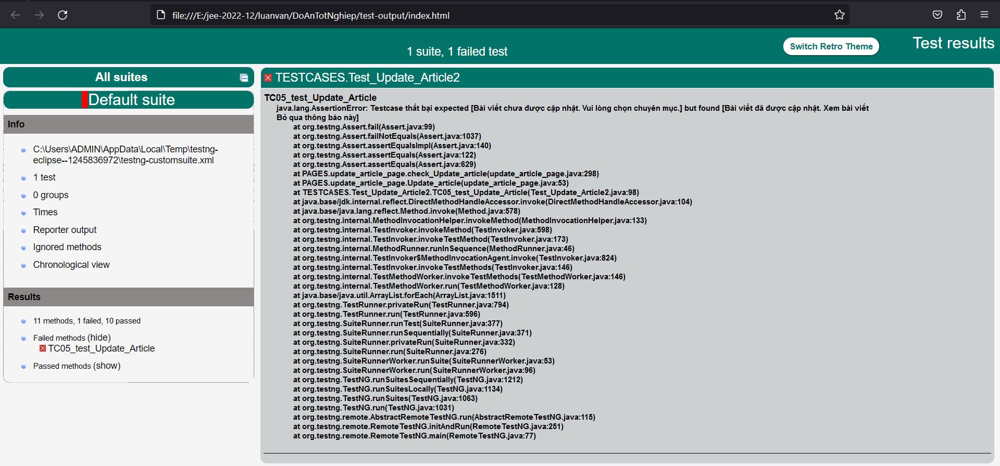 file:///E:/jee-2022-12/luanvan/DoAnTotNghiep/test-output/index.html
1 suite, 1 failed test
Switch Retro Theme
Test results
All suites
Default suite
Info
C:\Users\ADMIN\AppData\Local\Temp\testng-
eclipse--1245836972\testng-customsuite.xml
1 test
0 groups
Times
Reporter output
Ignored methods
Chronological view
Results
11 methods, 1 failed, 10 passed
Failed methods (hide)
TC05_test_Update_Article
Passed methods (show)
TESTCASES.Test_Update_Article2
TC05_test_Update_Article
java.lang.AssertionError: Testcase thất bại expected [Bài viết chưa được cập nhật. Vui lòng chọn chuyên mục.] but found [Bài viết đã được cập nhật. Xem bài viết
Bỏ qua thông báo này]
at org.testng.Assert.fail(Assert.java:99)
at org.testng.Assert.failNotEquals(Assert.java:1037)
at org.testng.Assert.assertEqualsImpl(Assert.java:140)
at org.testng.Assert.assertEquals(Assert.java:122)
at org.testng.Assert.assertEquals(Assert.java:629)
at PAGES.update_article_page.check_Update_article(update_article_page.java:298)
at PAGES.update_article_page.Update_article(update_article_page.java:53)
at TESTCASES.Test_Update_Article2.TC05_test_Update_Article(Test_Update_Article2.java:98)
at java.base/jdk.internal.reflect.DirectMethodHandleAccessor.invoke(DirectMethodHandleAccessor.java:104)
at java.base/java.lang.reflect.Method.invoke(Method.java:578)
at org.testng.internal.MethodInvocationHelper.invokeMethod(MethodInvocationHelper.java:133)
at org.testng.internal.TestInvoker.invokeMethod(TestInvoker.java:598)
at org.testng.internal.TestInvoker.invokeTestMethod(TestInvoker.java:173)
at org.testng.internal.MethodRunner.runInSequence(MethodRunner.java:46)
at org.testng.internal.TestInvoker$MethodInvocationAgent.invoke(TestInvoker.java:824)
at org.testng.internal.TestInvoker.invokeTestMethods(TestInvoker.java:146)
at org.testng.internal.TestMethodWorker.invokeTestMethods(TestMethodWorker.java:146)
at org.testng.internal.TestMethodWorker.run(TestMethodWorker.java:128)
at java.base/java.util.ArrayList.forEach(ArrayList.java:1511)
at org.testng.TestRunner.privateRun(TestRunner.java:794)
at org.testng.TestRunner.run(TestRunner.java:596)
at org.testng.SuiteRunner.runTest(SuiteRunner.java:377)
at org.testng.SuiteRunner.runSequentially(SuiteRunner.java:371)
at org.testng.SuiteRunner.privateRun(SuiteRunner.java:332)
at org.testng.SuiteRunner.run(SuiteRunner.java:276)
at org.testng.SuiteRunnerWorker.runSuite(SuiteRunnerWorker.java:53)
at org.testng.SuiteRunnerWorker.run(SuiteRunnerWorker.java:96)
at org.testng.TestNG.runSuitesSequentially(TestNG.java:1212)
at org.testng.TestNG.runSuitesLocally(TestNG.java:1134)
at org.testng.TestNG.runSuites(TestNG.java:1063)
at org.testng.TestNG.run(TestNG.java:1031)
at org.testng.remote.AbstractRemoteTestNG.run(AbstractRemoteTestNG.java:115)
at org.testng.remote.RemoteTestNG.initAndRun(RemoteTestNG.java:251)
at org.testng.remote.RemoteTestNG.main(RemoteTestNG.java:77)